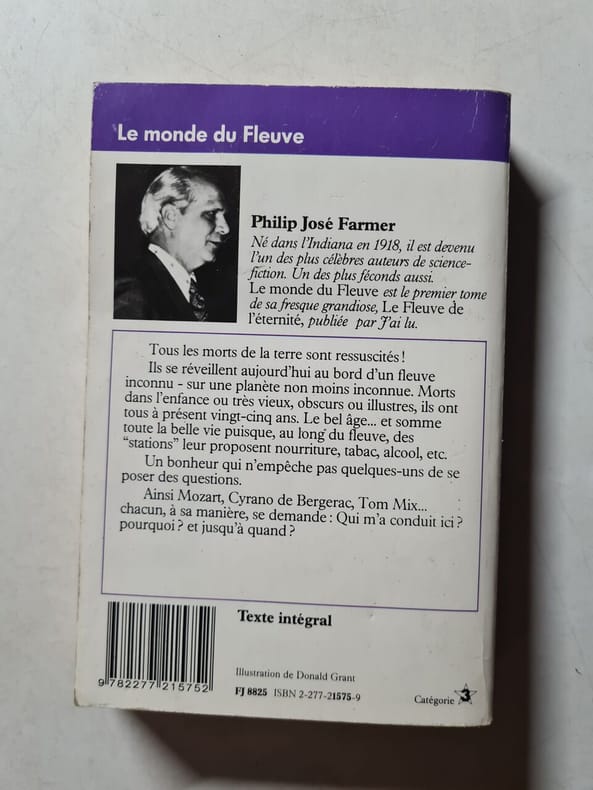 Le monde du Fleuve
Philip José Farmer
Né dans l'Indiana en 1918, il est devenu
l'un des plus célèbres auteurs de science-
fiction. Un des plus féconds aussi.
Le monde du Fleuve est le premier tome
de sa fresque grandiose, Le Fleuve de
l'éternité, publiée par J'ai lu.
Tous les morts de la terre sont ressuscités !
Ils se réveillent aujourd'hui au bord d'un fleuve
inconnu - sur une planète non moins inconnue. Morts
dans l'enfance ou très vieux, obscurs ou illustres, ils ont
tous à présent vingt-cinq ans. Le bel âge... et somme
toute la belle vie puisque, au long du fleuve, des
"stations" leur proposent nourriture, tabac, alcool, etc.
Un bonheur qui n'empêche pas quelques-uns de se
poser des questions.
Ainsi Mozart, Cyrano de Bergerac, Tom Mix...
chacun, à sa manière, se demande : Qui m'a conduit ici ?
pourquoi ? et jusqu'à quand ?
Texte intégral
9 782277 215752
Illustration de Donald Grant
FJ 8825 ISBN 2-277-21575-9
Catégorie 3